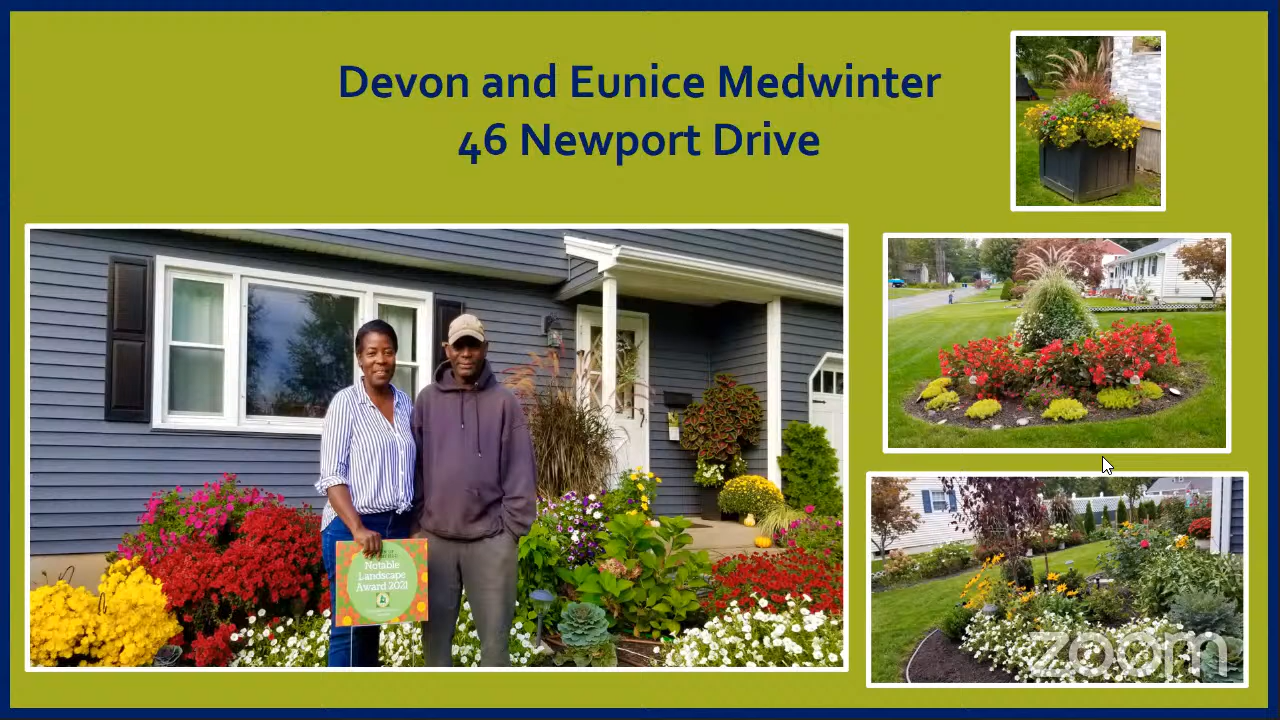 Devon and Eunice Medwinter
46 Newport Drive
Notable
Landscape
Award 2021
zoom